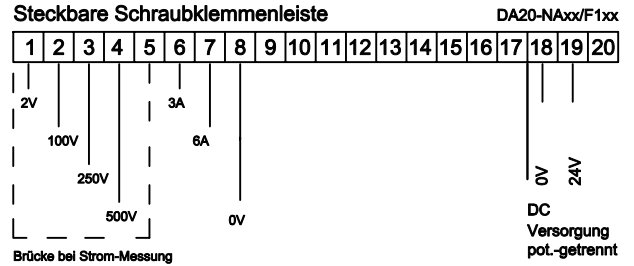 Steckbare Schraubklemmenleiste
DA20-NAxx/F1xx
1 2 3 4 5 6 7 8 9 10 11 12 13 14 15 16 17 18 19 20
2V
3A
100V
6A
250V
0V
24V
500V
0V
DC
Versorgung
pot.-getrennt
Brücke bei Strom-Messung